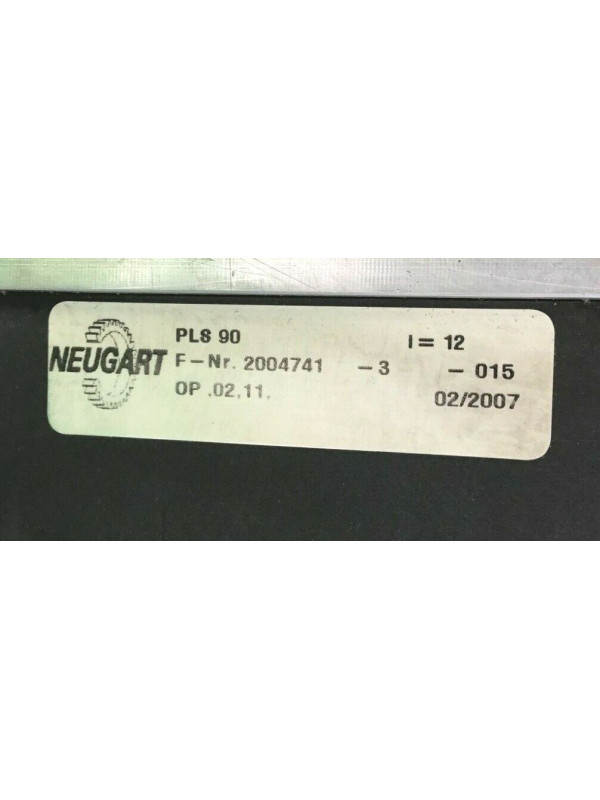 NEUGART
PLS 90 I = 12
F-Nr. 2004741 -3 - 015
OP .02.11. 02/2007